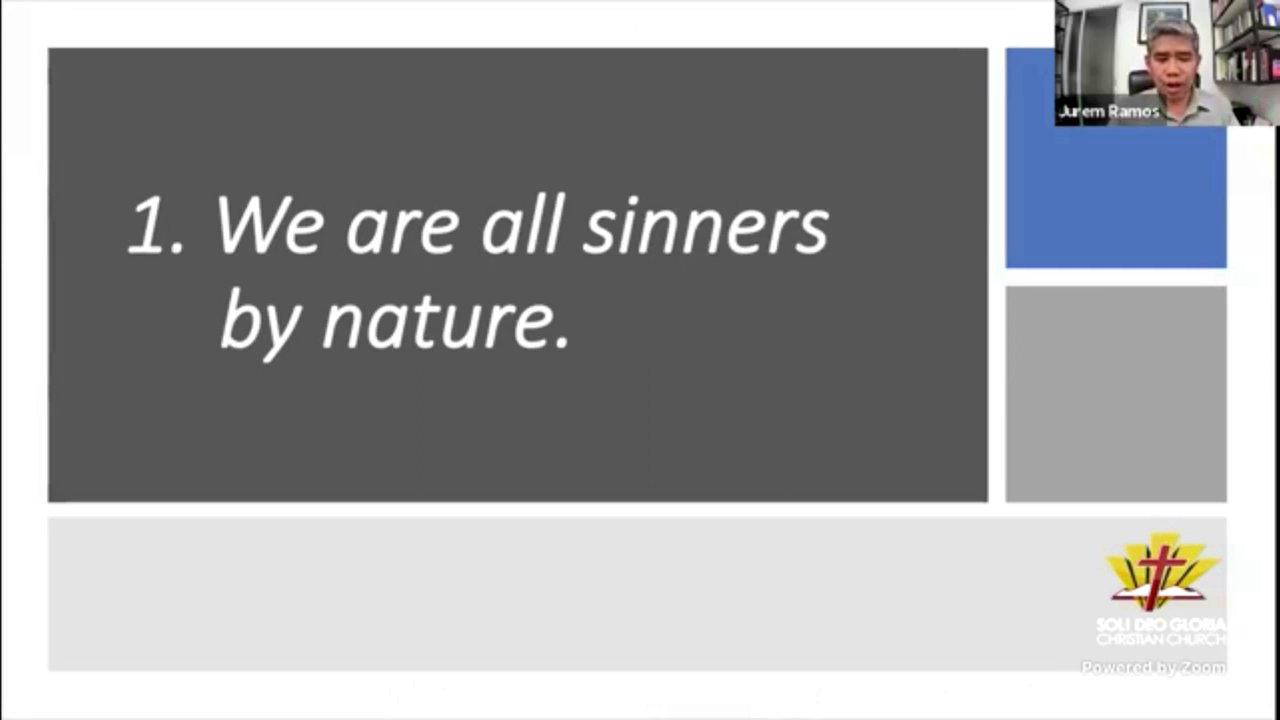 Jurem Ramos
1. We are all sinners
by nature.
SOLI DEO GLORIA
CHRISTIAN CHURCH
Powered by Zoom